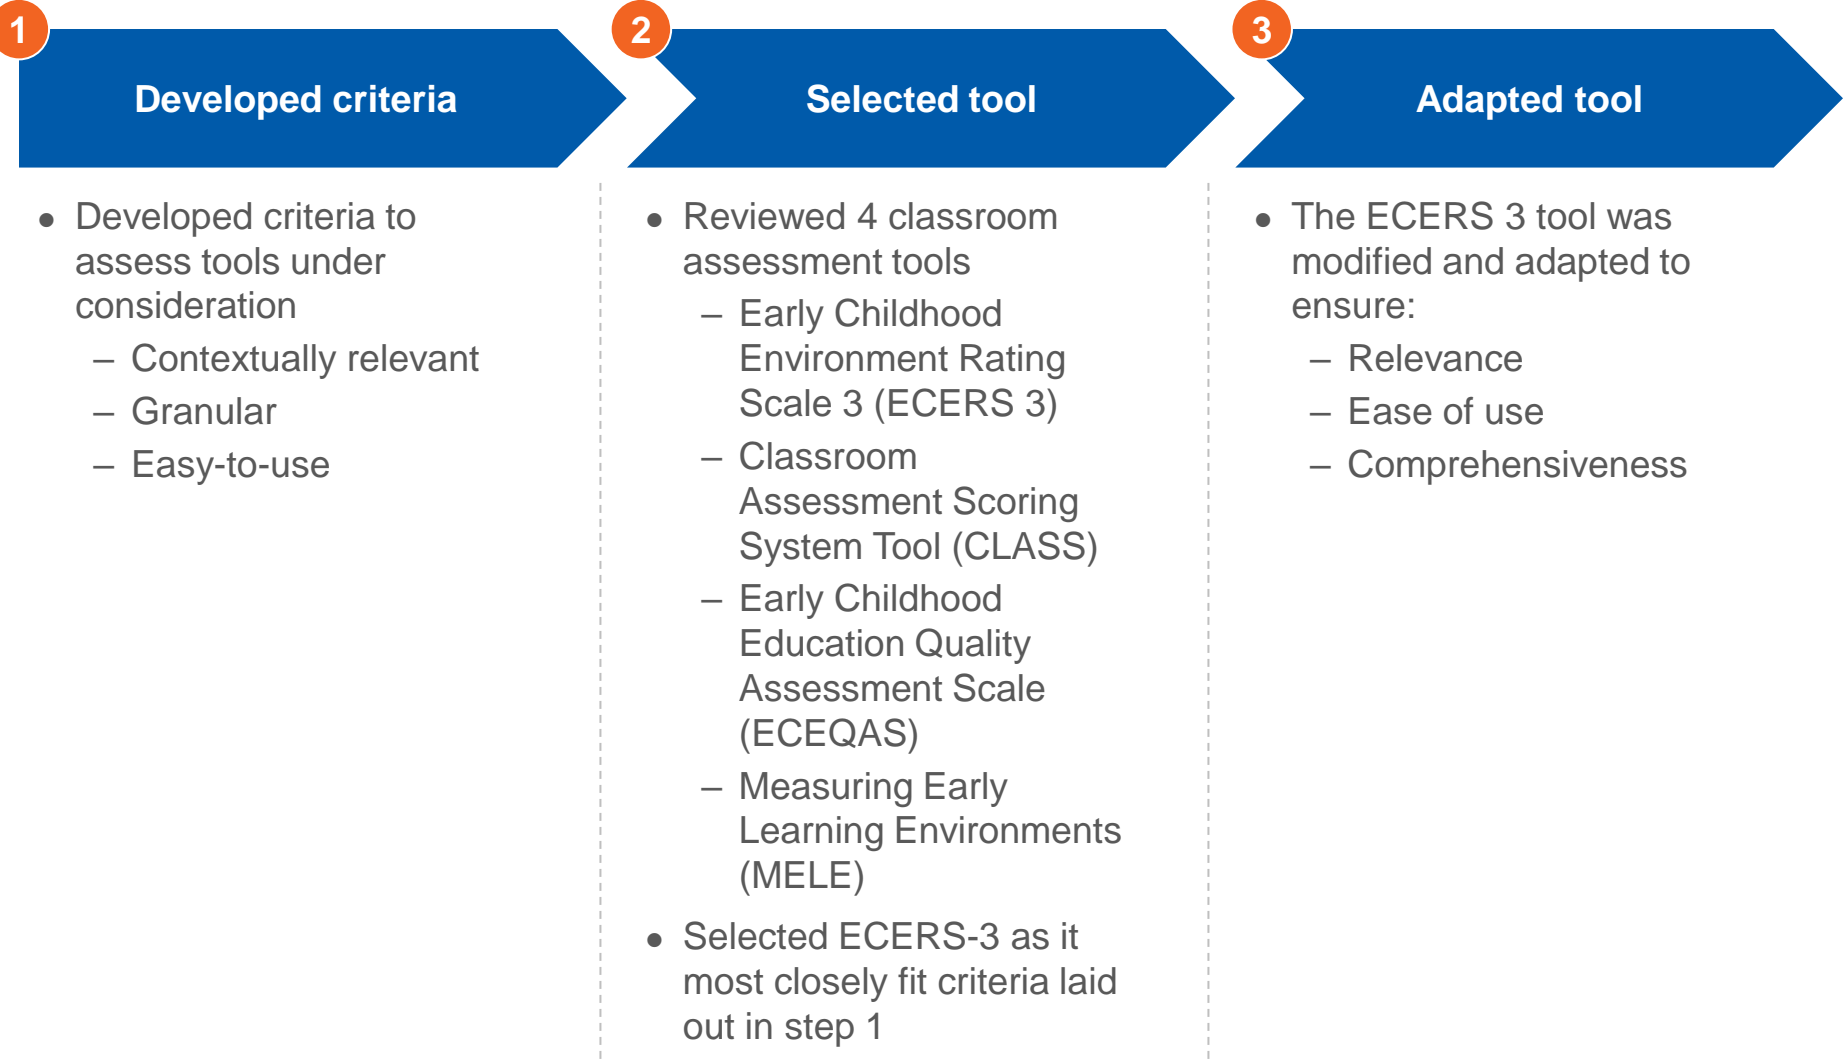 1
Developed criteria
● Developed criteria to
assess tools under
consideration
– Contextually relevant
– Granular
– Easy-to-use
2
Selected tool
● Reviewed 4 classroom
assessment tools
– Early Childhood
Environment Rating
Scale 3 (ECERS 3)
– Classroom
Assessment Scoring
System Tool (CLASS)
– Early Childhood
Education Quality
Assessment Scale
(ECEQAS)
– Measuring Early
Learning Environments
(MELE)
● Selected ECERS-3 as it
most closely fit criteria laid
out in step 1
3
Adapted tool
● The ECERS 3 tool was
modified and adapted to
ensure:
– Relevance
– Ease of use
– Comprehensiveness